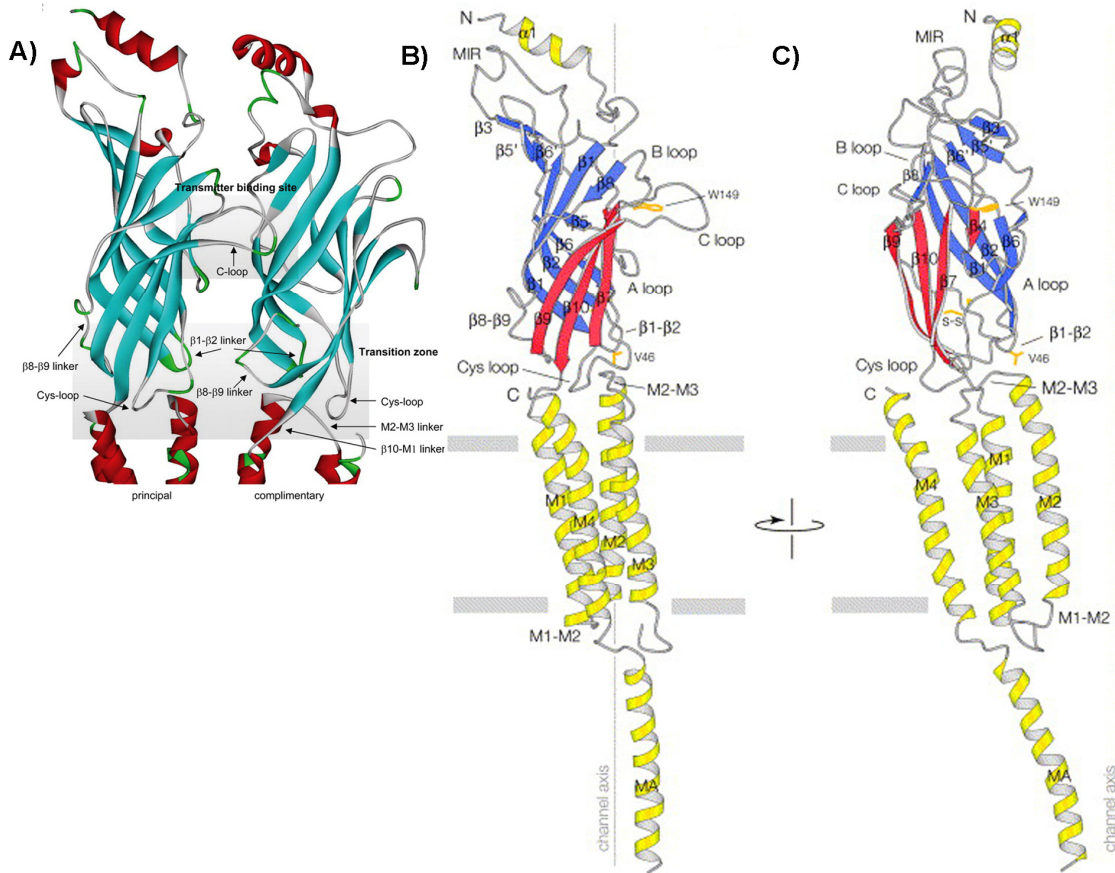 A)
Transmitter binding site
C-loop
β8-β9 linker
β1-β2 linker
Transition zone
β8-β9 linker
Cys-loop
Cys-loop
M2-M3 linker
β10-M1 linker
principal
complimentary
B)
N
α1
MIR
β3
β5'
β6'
β1
B loop
β8
W149
β5
C loop
β6
β2
β1
A loop
β7
β8-β9
β9
β10
β1-β2
V46
Cys loop
C
M2-M3
M1
M4
M2
M3
M1-M2
MA
channel axis
C)
N
α1
MIR
β3
β5'
B loop
β6'
β8
C loop
W149
β4
β9
β6
β10
β2
β1
β7
A loop
S-S
β1-β2
V46
Cys loop
M2-M3
C
M1
M4
M3
M2
M1-M2
MA
channel axis